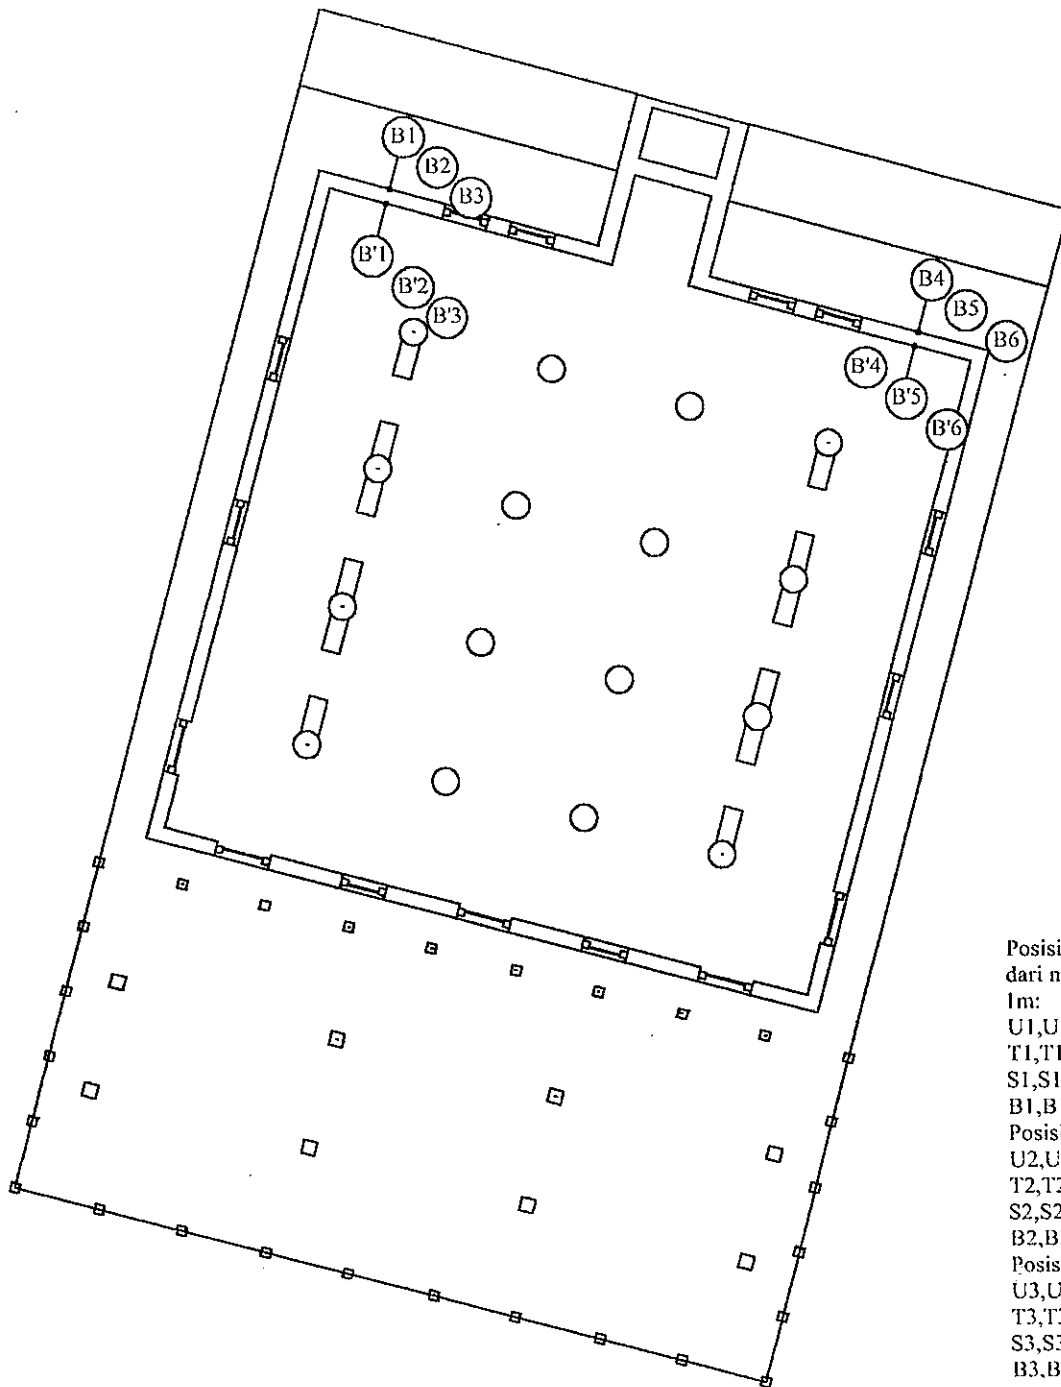 B1
B2
B3
B'1
B'2
B'3
B4
B5
B6
B'4
B'5
B'6
Posisi
dari
1m:
U1,U
T1,T1
S1,S1
B1,B
Posisi
U2,U
T2,T2
S2,S2
B2,B
Posis
U3,U
T3,T3
S3,S3
B3,B